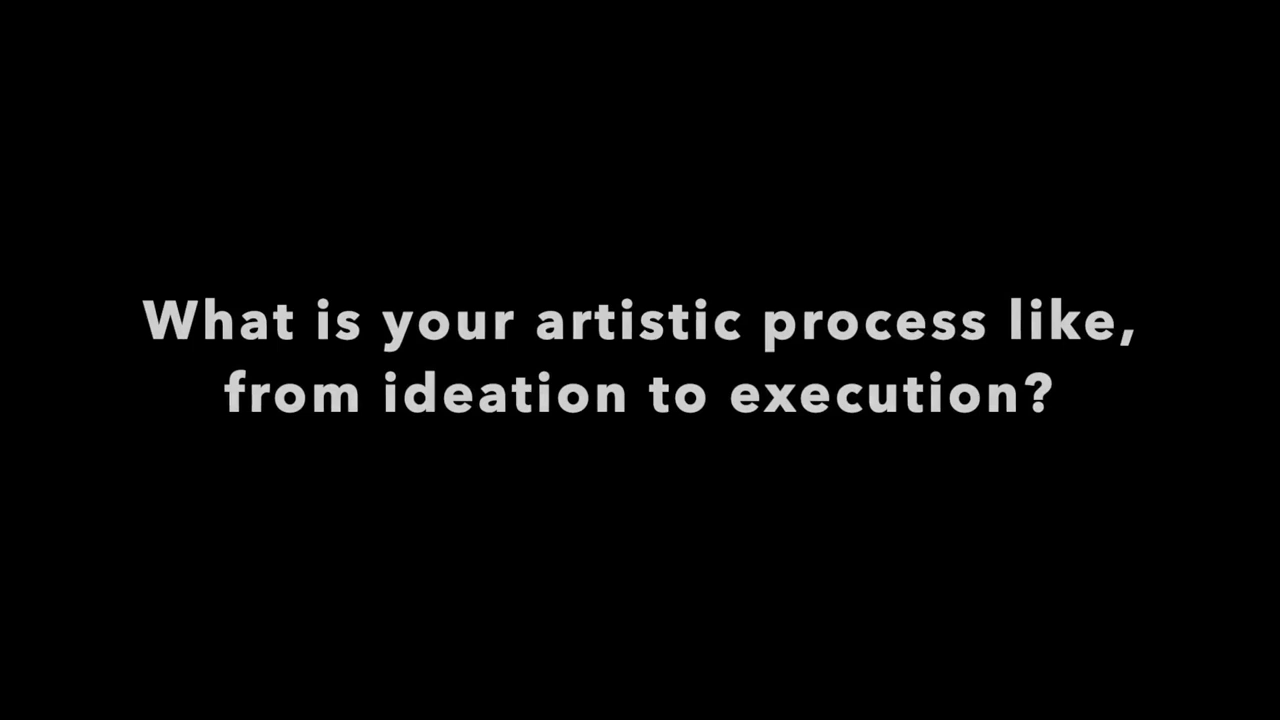 What is your artistic process like,
from ideation to execution?